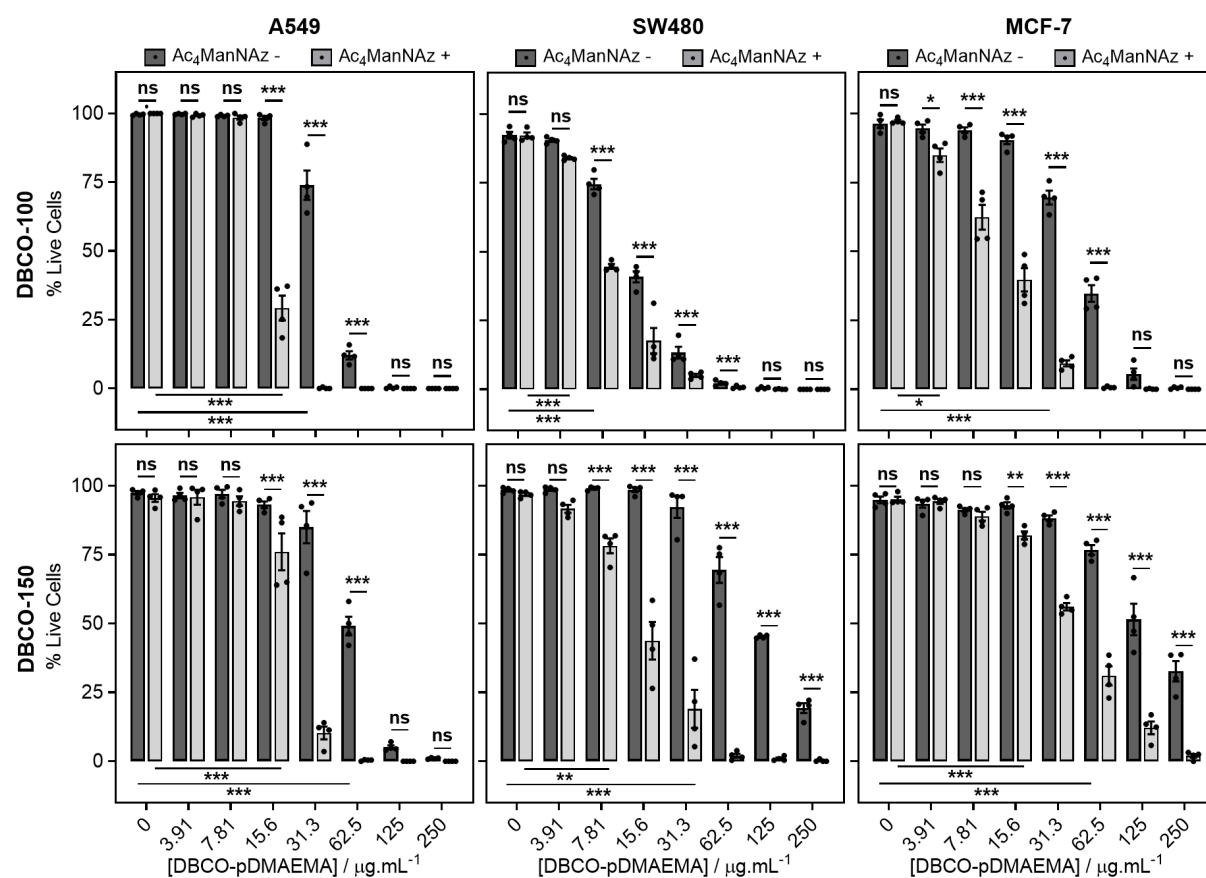 A549 SW480 MCF-7
Ac4ManNAz - Ac4ManNAz + Ac4ManNAz - Ac4ManNAz + Ac4ManNAz - Ac4ManNAz +
DBCO-100
% Live Cells
100
75
50
25
0
ns ns ns *** *** *** ns ns
***
***
ns ns *** *** *** *** ns ns
***
***
ns * *** *** *** *** ns ns
*
***
DBCO-150
% Live Cells
100
75
50
25
0
ns ns ns *** *** *** ns ns
***
***
ns ns *** *** *** *** *** ***
**
***
ns ns ns ** *** *** *** ***
***
***
0 3.91 7.81 15.6 31.3 62.5 125 250
0 3.91 7.81 15.6 31.3 62.5 125 250
0 3.91 7.81 15.6 31.3 62.5 125 250
[DBCO-pDMAEMA] / μg.mL-1 [DBCO-pDMAEMA] / μg.mL-1 [DBCO-pDMAEMA] / μg.mL-1